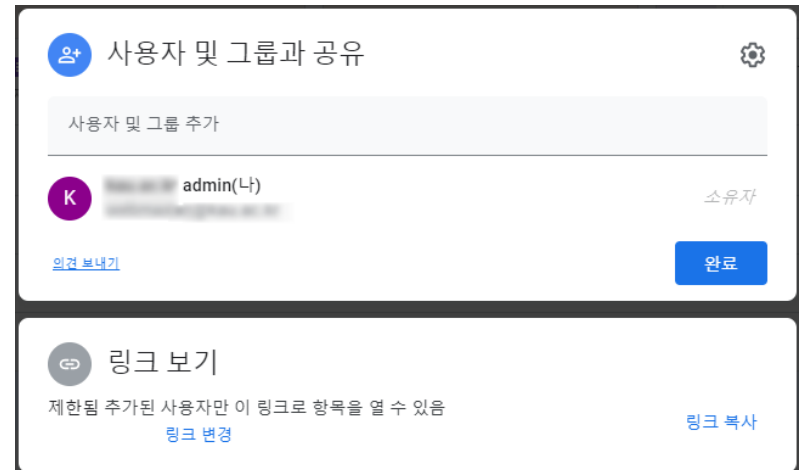 사용자 및 그룹과 공유
사용자 및 그룹 추가
K
admin(나)
소유자
의견 보내기
완료
링크 보기
제한됨 추가된 사용자만 이 링크로 항목을 열 수 있음
링크 변경
링크 복사